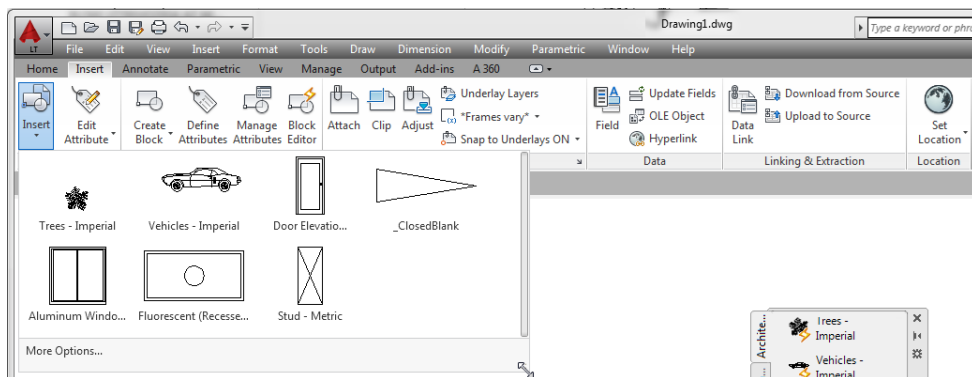 Drawing1.dwg
Type a keyword or phra
LT
File Edit View Insert Format Tools Draw Dimension Modify Parametric Window Help
Home Insert Annotate Parametric View Manage Output Add-ins A 360
Insert
Edit Attribute
Create Block
Define Attributes
Manage Attributes
Block Editor
Attach
Clip
Adjust
Underlay Layers
*Frames vary*
Snap to Underlays ON
Field
Update Fields
OLE Object
Hyperlink
Data Link
Download from Source
Upload to Source
Set Location
Data
Linking & Extraction
Location
Trees - Imperial
Vehicles - Imperial
Door Elevatio...
_ClosedBlank
Aluminum Windo...
Fluorescent (Recesse...
Stud - Metric
More Options...
Archite...
Trees -
Imperial
Vehicles -
Imperial